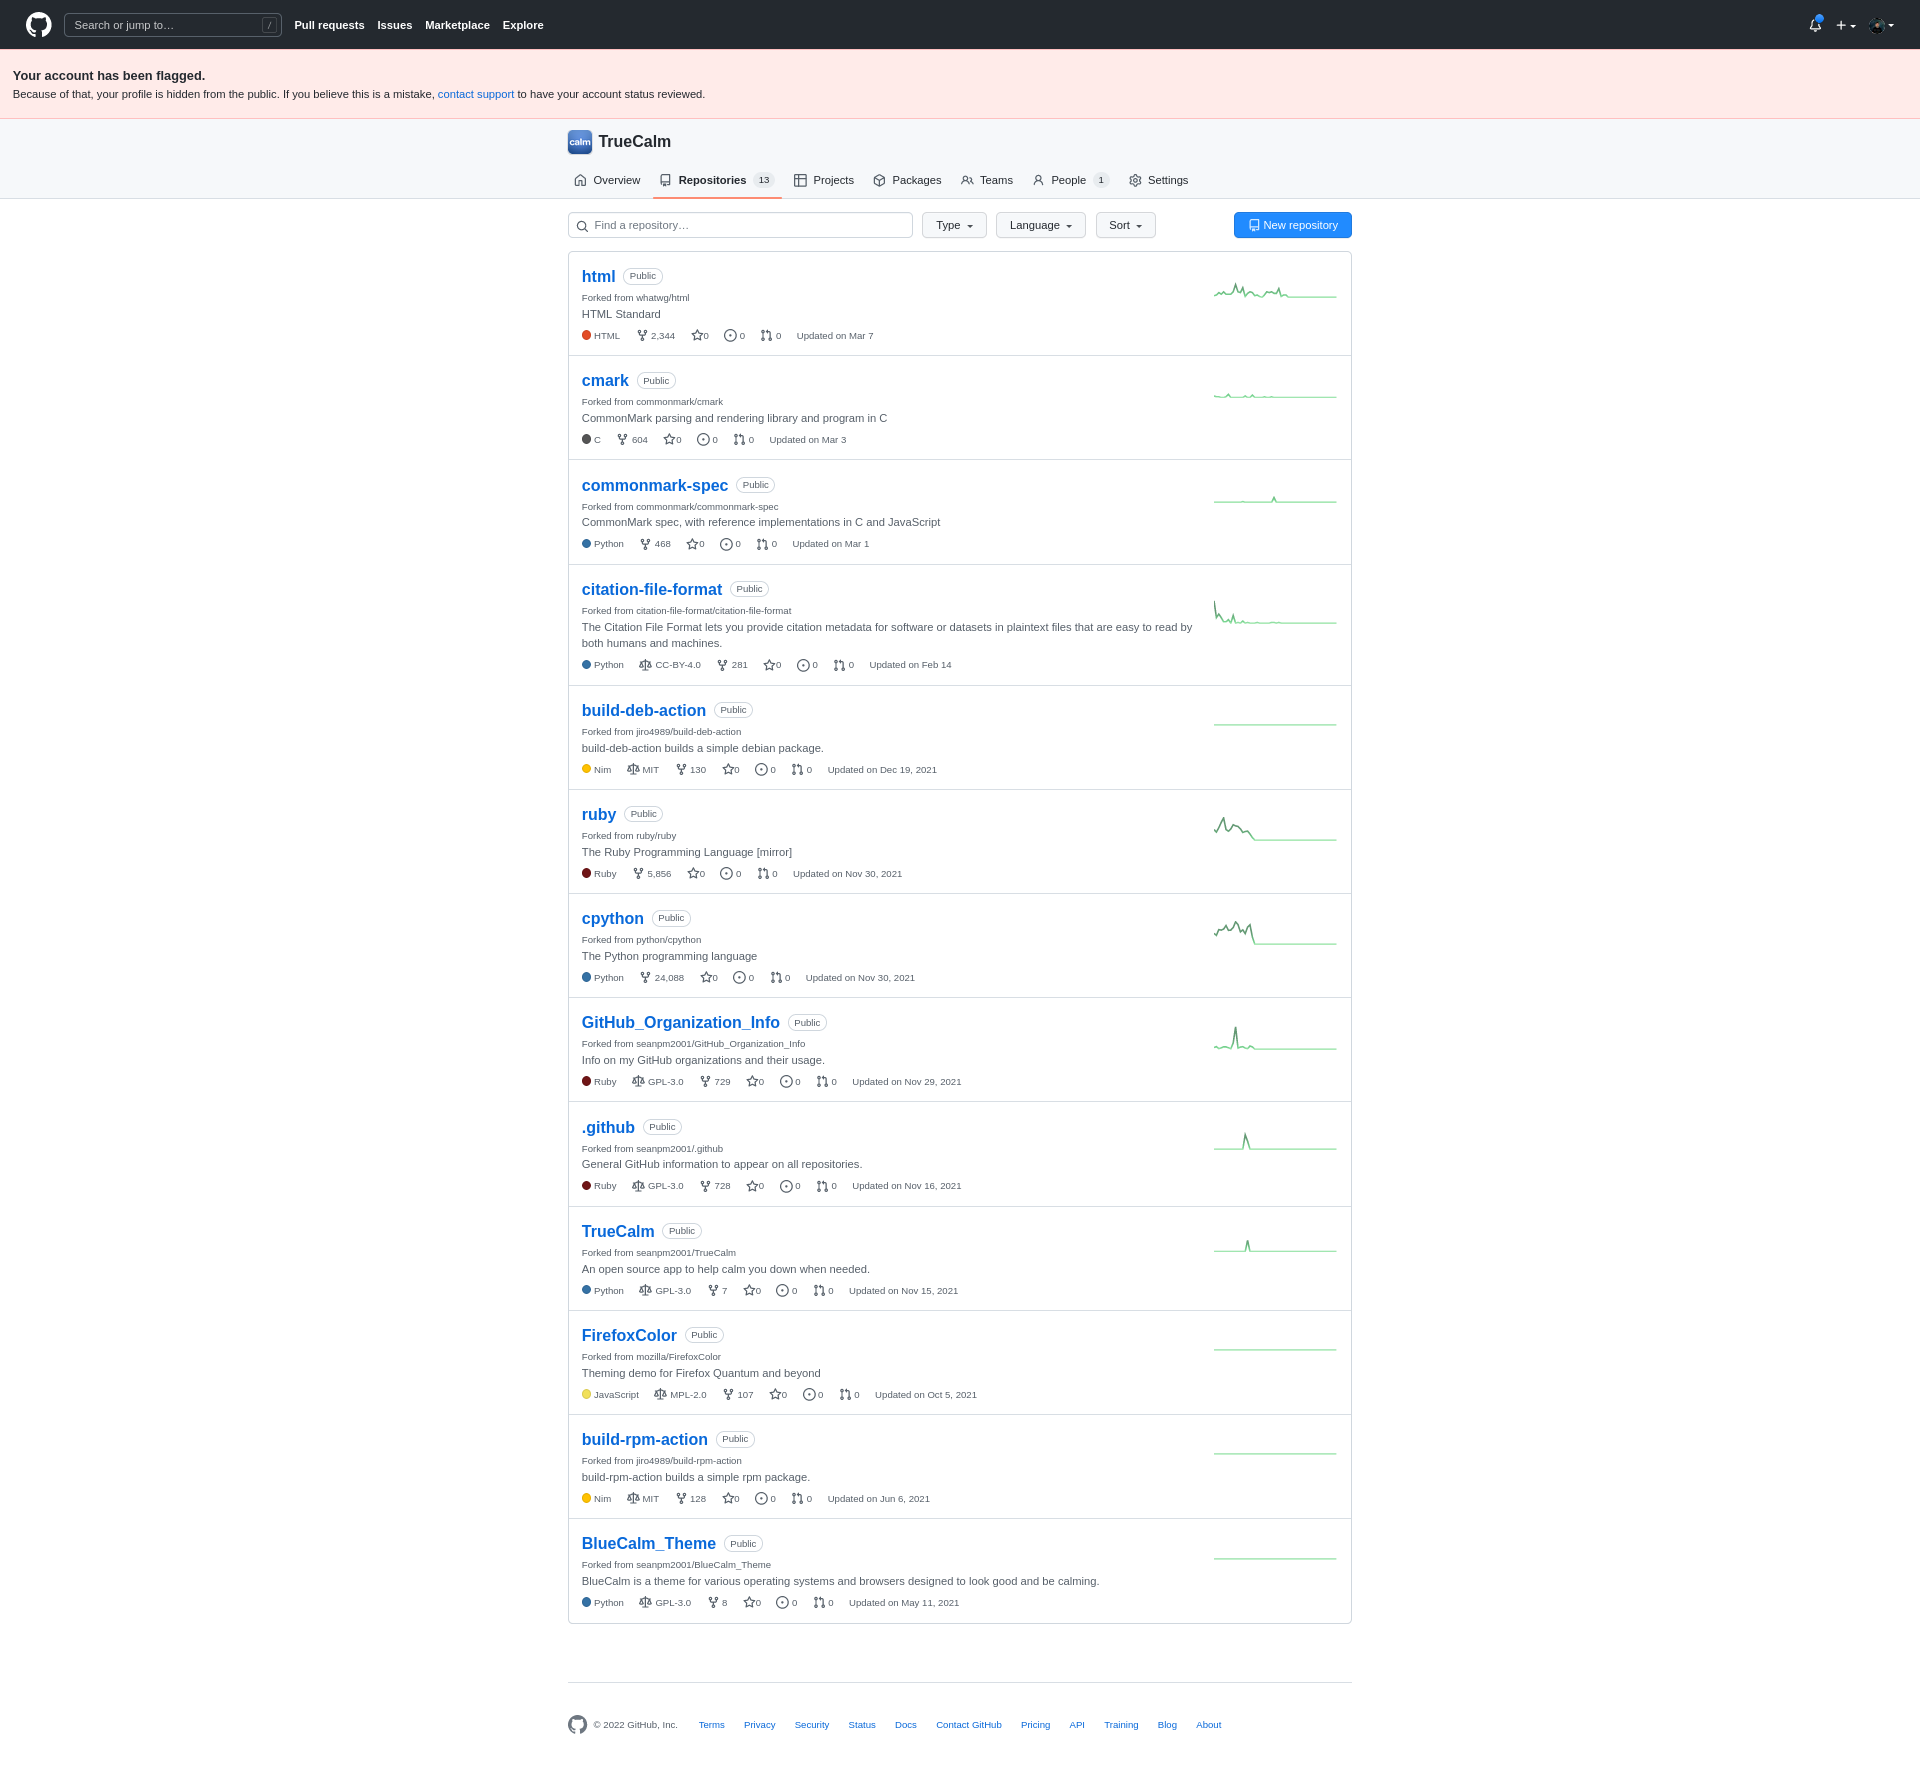 Search or jump to… /
Pull requests Issues Marketplace Explore
Your account has been flagged.
Because of that, your profile is hidden from the public. If you believe this is a mistake, contact support to have your account status reviewed.
calm TrueCalm
Overview Repositories 13 Projects Packages Teams People 1 Settings
Find a repository… Type Language Sort New repository
html Public
Forked from whatwg/html
HTML Standard
HTML 2,344 0 0 0 Updated on Mar 7
cmark Public
Forked from commonmark/cmark
CommonMark parsing and rendering library and program in C
C 604 0 0 0 Updated on Mar 3
commonmark-spec Public
Forked from commonmark/commonmark-spec
CommonMark spec, with reference implementations in C and JavaScript
Python 468 0 0 0 Updated on Mar 1
citation-file-format Public
Forked from citation-file-format/citation-file-format
The Citation File Format lets you provide citation metadata for software or datasets in plaintext files that are easy to read by
both humans and machines.
Python CC-BY-4.0 281 0 0 0 Updated on Feb 14
build-deb-action Public
Forked from jiro4989/build-deb-action
build-deb-action builds a simple debian package.
Nim MIT 130 0 0 0 Updated on Dec 19, 2021
ruby Public
Forked from ruby/ruby
The Ruby Programming Language [mirror]
Ruby 5,856 0 0 0 Updated on Nov 30, 2021
cpython Public
Forked from python/cpython
The Python programming language
Python 24,088 0 0 0 Updated on Nov 30, 2021
GitHub_Organization_Info Public
Forked from seanpm2001/GitHub_Organization_Info
Info on my GitHub organizations and their usage.
Ruby GPL-3.0 729 0 0 0 Updated on Nov 29, 2021
.github Public
Forked from seanpm2001/.github
General GitHub information to appear on all repositories.
Ruby GPL-3.0 728 0 0 0 Updated on Nov 16, 2021
TrueCalm Public
Forked from seanpm2001/TrueCalm
An open source app to help calm you down when needed.
Python GPL-3.0 7 0 0 0 Updated on Nov 15, 2021
FirefoxColor Public
Forked from mozilla/FirefoxColor
Theming demo for Firefox Quantum and beyond
JavaScript MPL-2.0 107 0 0 0 Updated on Oct 5, 2021
build-rpm-action Public
Forked from jiro4989/build-rpm-action
build-rpm-action builds a simple rpm package.
Nim MIT 128 0 0 0 Updated on Jun 6, 2021
BlueCalm_Theme Public
Forked from seanpm2001/BlueCalm_Theme
BlueCalm is a theme for various operating systems and browsers designed to look good and be calming.
Python GPL-3.0 8 0 0 0 Updated on May 11, 2021
© 2022 GitHub, Inc. Terms Privacy Security Status Docs Contact GitHub Pricing API Training Blog About